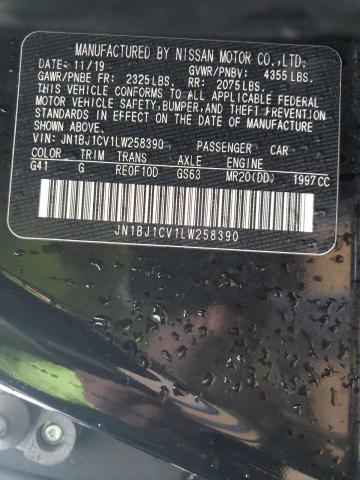 MANUFACTURED BY NISSAN MOTOR CO.,LTD.
DATE: 11/19 GVWR/PNBV: 4355 LBS.
GAWR/PNBE FR: 2325 LBS. RR: 2075 LBS.
THIS VEHICLE CONFORMS TO ALL APPLICABLE FEDERAL
MOTOR VEHICLE SAFETY, BUMPER, AND THEFT PREVENTION
STANDARDS IN EFFECT ON THE DATE OF MANUFACTURE
SHOWN ABOVE.
VIN: JN1BJ1CV1LW258390 PASSENGER CAR
COLOR TRIM TRANS AXLE ENGINE
G41 G REOF10D GS63 MR20(DD) 1997CC
JN1BJ1CV1LW258390